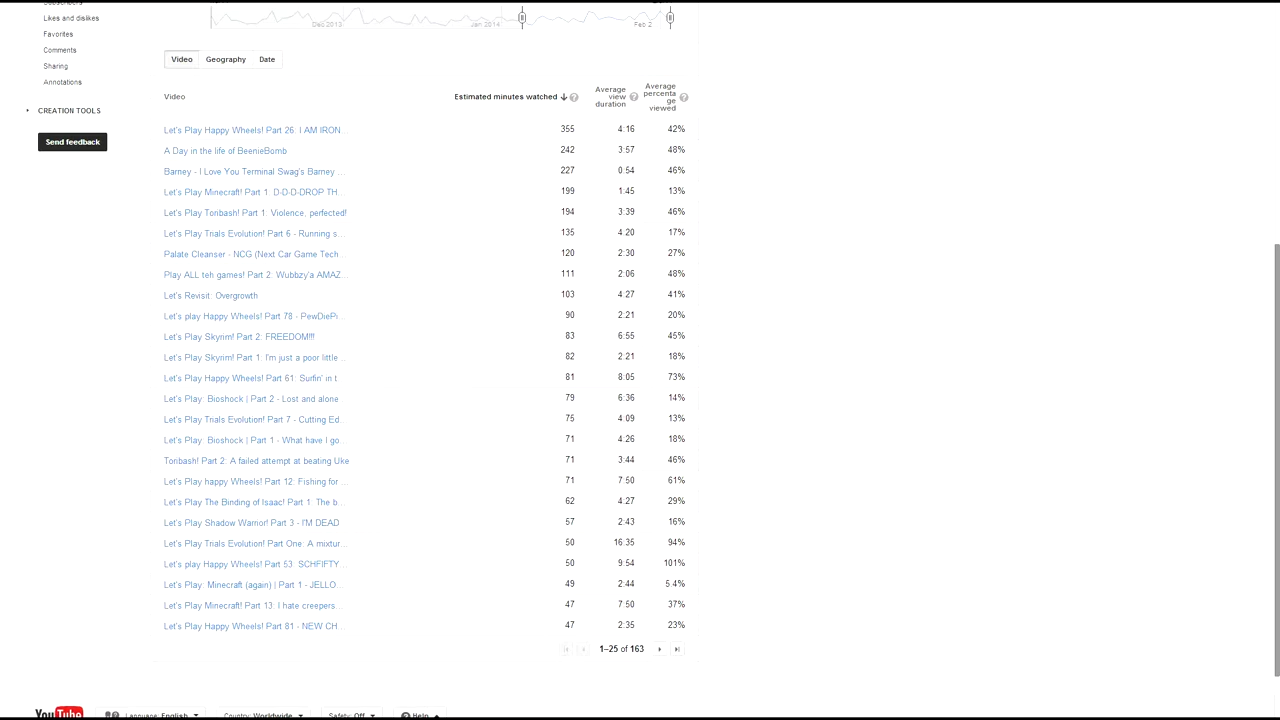 Likes and dislikes
Favorites
Comments
Sharing
Annotations
CREATION TOOLS
Send feedback
Dec 2013 Jan 2014 Feb 2
Video Geography Date
Video Estimated minutes watched Average view duration Average percentage viewed
Let's Play Happy Wheels! Part 26: I AM IRON... 355 4:16 42%
A Day in the life of BeenieBomb 242 3:57 48%
Barney - I Love You Terminal Swag's Barney ... 227 0:54 46%
Let's Play Minecraft! Part 1 D-D-D-DROP TH... 199 1:45 13%
Let's Play Toribash! Part 1: Violence, perfected! 194 3:39 46%
Let's Play Trials Evolution! Part 6 - Running s... 135 4:20 17%
Palate Cleanser - NCG (Next Car Game Tech... 120 2:30 27%
Play ALL teh games! Part 2: Wubbzy'a AMAZ... 111 2:06 48%
Let's Revisit: Overgrowth 103 4:27 41%
Let's play Happy Wheels! Part 78 - PewDiePi... 90 2:21 20%
Let's Play Skyrim! Part 2: FREEDOM!!! 83 6:55 45%
Let's Play Skyrim! Part 1: I'm just a poor little ... 82 2:21 18%
Let's Play Happy Wheels! Part 61: Surfin' in t... 81 8:05 73%
Let's Play: Bioshock | Part 2 - Lost and alone 79 6:36 14%
Let's Play Trials Evolution! Part 7 - Cutting Ed... 75 4:09 13%
Let's Play: Bioshock | Part 1 - What have I go... 71 4:26 18%
Toribash! Part 2: A failed attempt at beating Uke 71 3:44 46%
Let's Play happy Wheels! Part 12: Fishing for ... 71 7:50 61%
Let's Play The Binding of Isaac! Part 1: The b... 62 4:27 29%
Let's Play Shadow Warrior! Part 3 - I'M DEAD 57 2:43 16%
Let's Play Trials Evolution! Part One: A mixtur... 50 16:35 94%
Let's play Happy Wheels! Part 53: SCHFIFTY... 50 9:54 101%
Let's Play: Minecraft (again) | Part 1 - JELLO... 49 2:44 5.4%
Let's Play Minecraft! Part 13: I hate creepers... 47 7:50 37%
Let's Play Happy Wheels! Part 81 - NEW CH... 47 2:35 23%
1–25 of 163
YouTube Language: English Country: Worldwide Safety: Off Help